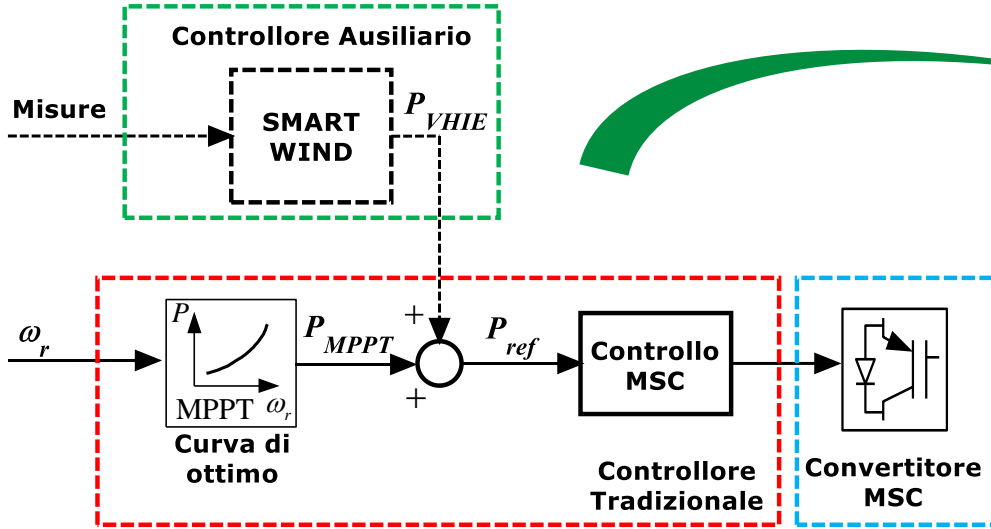 Controllore Ausiliario
Misure
SMART
WIND
P_VHIE
ω_r
P
MPPT ω_r
Curva di
ottimo
P_MPPT
+
+
P_ref
Controllo
MSC
Controllore
Tradizionale
Convertitore
MSC